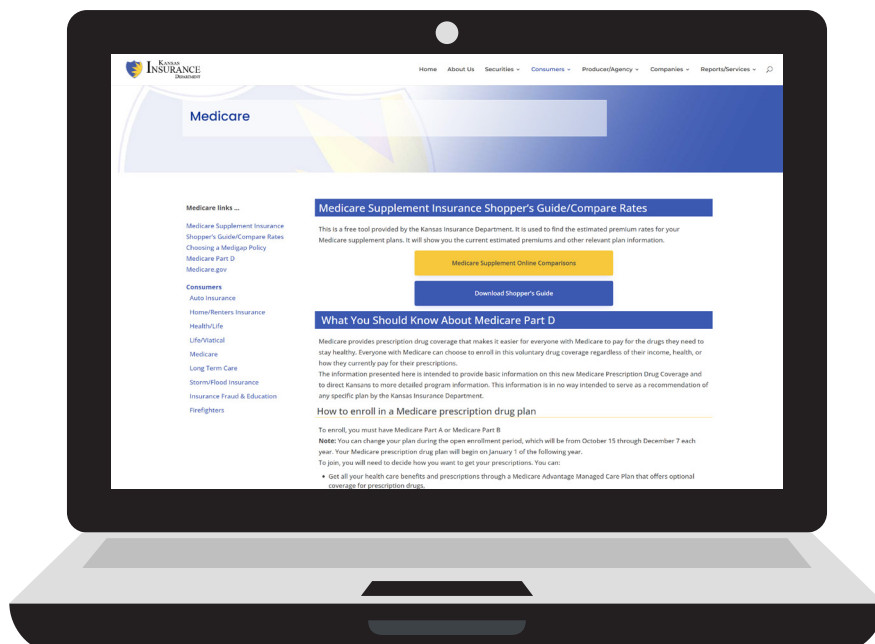 KANSAS
INSURANCE
DEPARTMENT
Home About Us Securities Consumers Producer/Agency Companies Reports/Services
Medicare
Medicare links ...
Medicare Supplement Insurance
Shopper's Guide/Compare Rates
Choosing a Medigap Policy
Medicare Part D
Medicare.gov
Consumers
Auto Insurance
Home/Renters Insurance
Health/Life
Life/Viatical
Medicare
Long Term Care
Storm/Flood Insurance
Insurance Fraud & Education
Firefighters
Medicare Supplement Insurance Shopper's Guide/Compare Rates
This is a free tool provided by the Kansas Insurance Department. It is used to find the estimated premium rates for your
Medicare supplement plans. It will show you the current estimated premiums and other relevant plan information.
Medicare Supplement Online Comparisons
Download Shopper's Guide
What You Should Know About Medicare Part D
Medicare provides prescription drug coverage that makes it easier for everyone with Medicare to pay for the drugs they need to
stay healthy. Everyone with Medicare can choose to enroll in this voluntary drug coverage regardless of their income, health, or
how they currently pay for their prescriptions.
The information presented here is intended to provide basic information on this new Medicare Prescription Drug Coverage and
to direct Kansans to more detailed program information. This information is in no way intended to serve as a recommendation of
any specific plan by the Kansas Insurance Department.
How to enroll in a Medicare prescription drug plan
To enroll, you must have Medicare Part A or Medicare Part B
Note: You can change your plan during the open enrollment period, which will be from October 15 through December 7 each
year. Your Medicare prescription drug plan will begin on January 1 of the following year.
To join, you will need to decide how you want to get your prescriptions. You can:
• Get all your health care benefits and prescriptions through a Medicare Advantage Managed Care Plan that offers optional
coverage for prescription drugs.